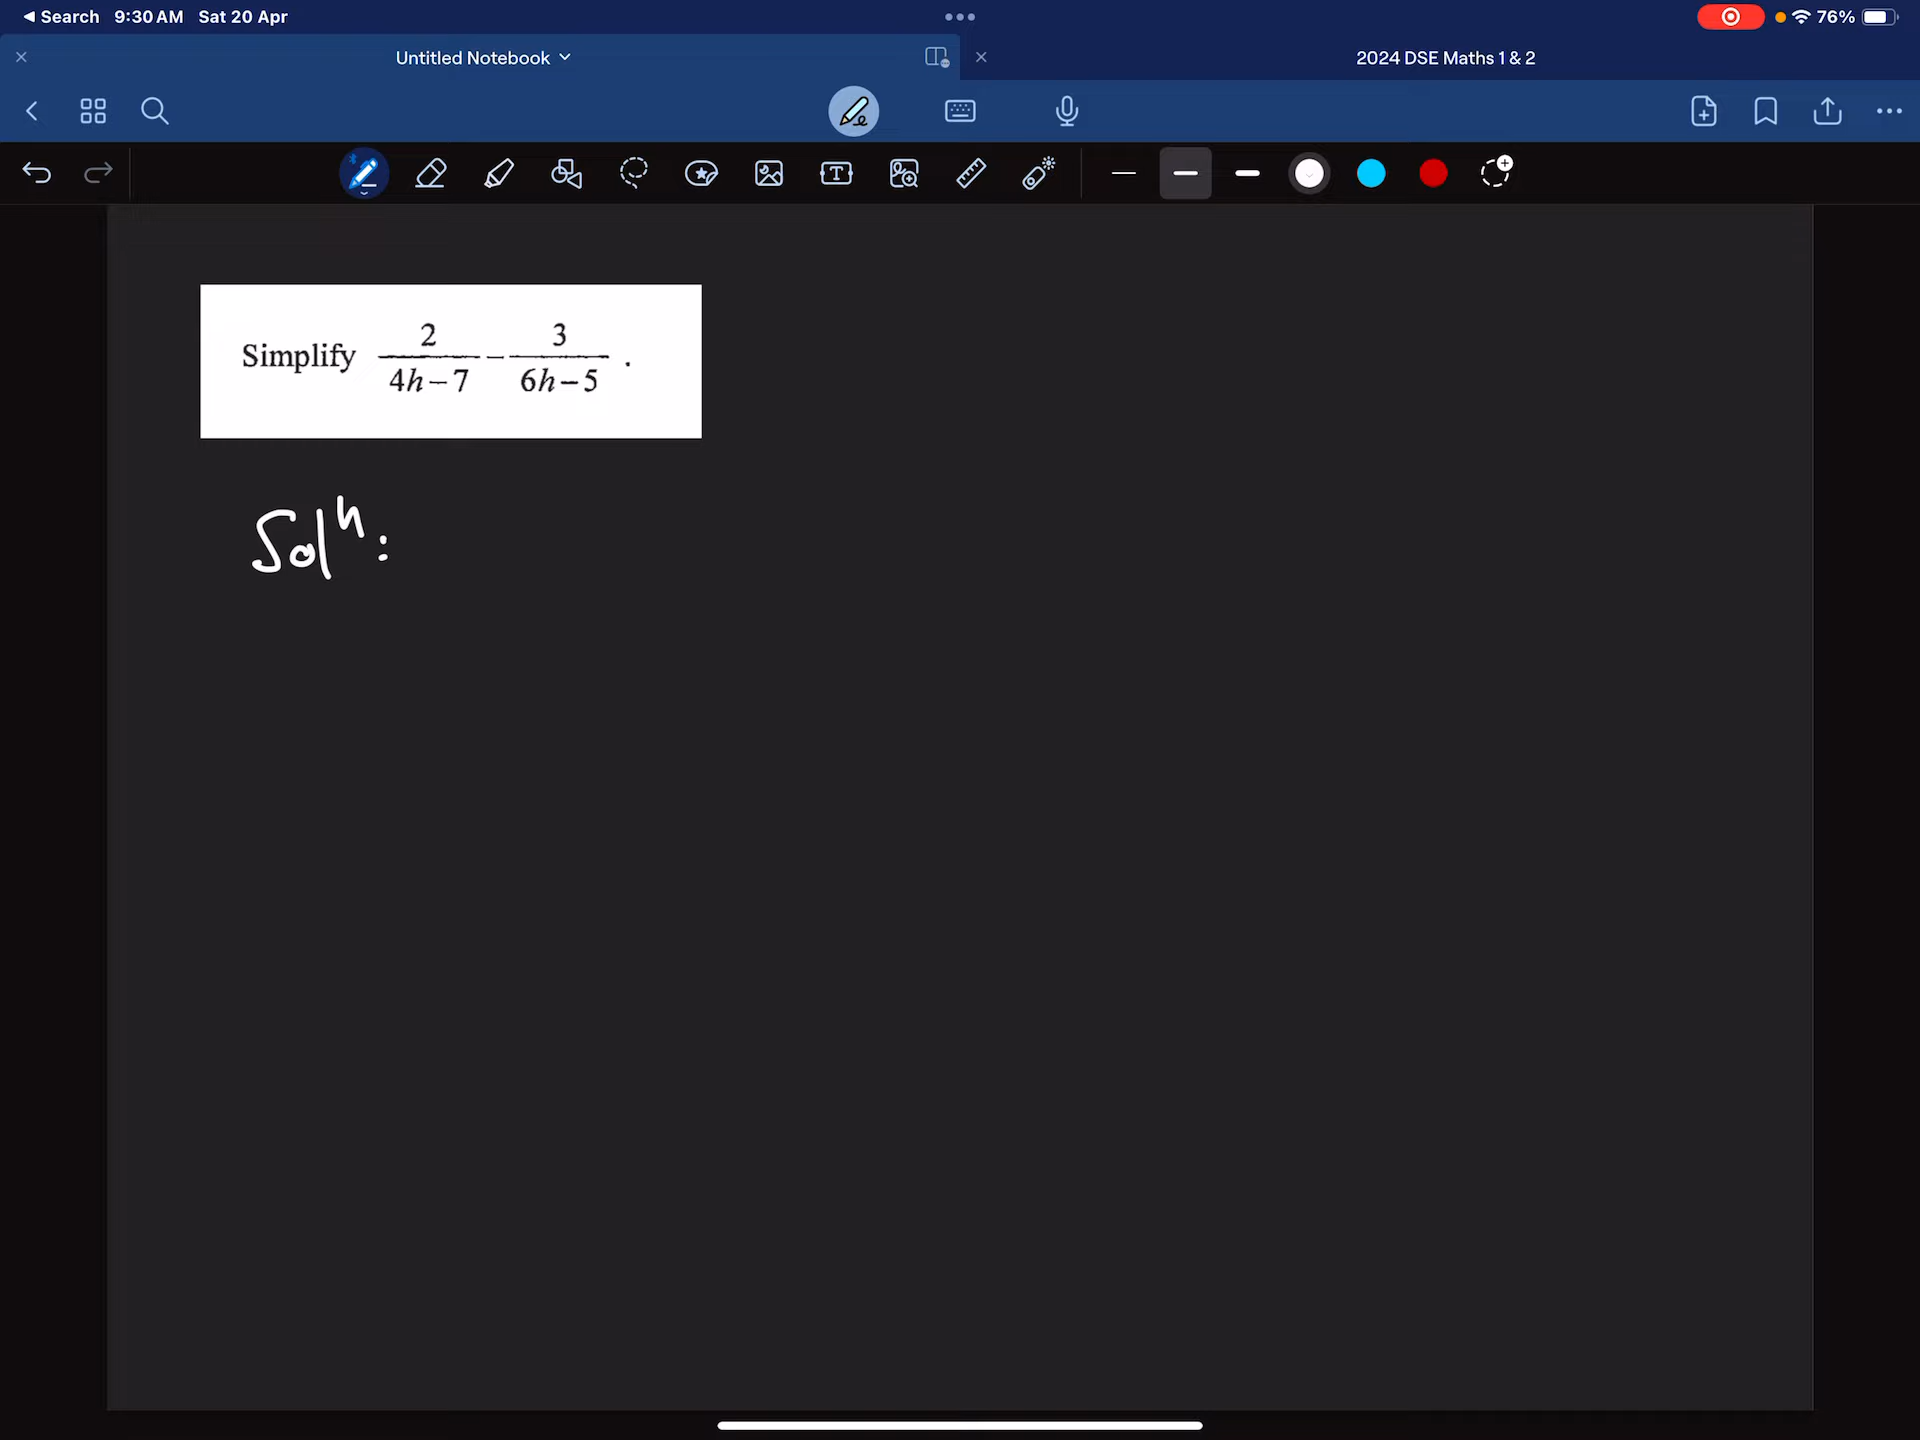 Search 9:30 AM Sat 20 Apr 76%
Untitled Notebook 2024 DSE Maths 1 & 2
Simplify 2/(4h−7) − 3/(6h−5) .
Solⁿ: